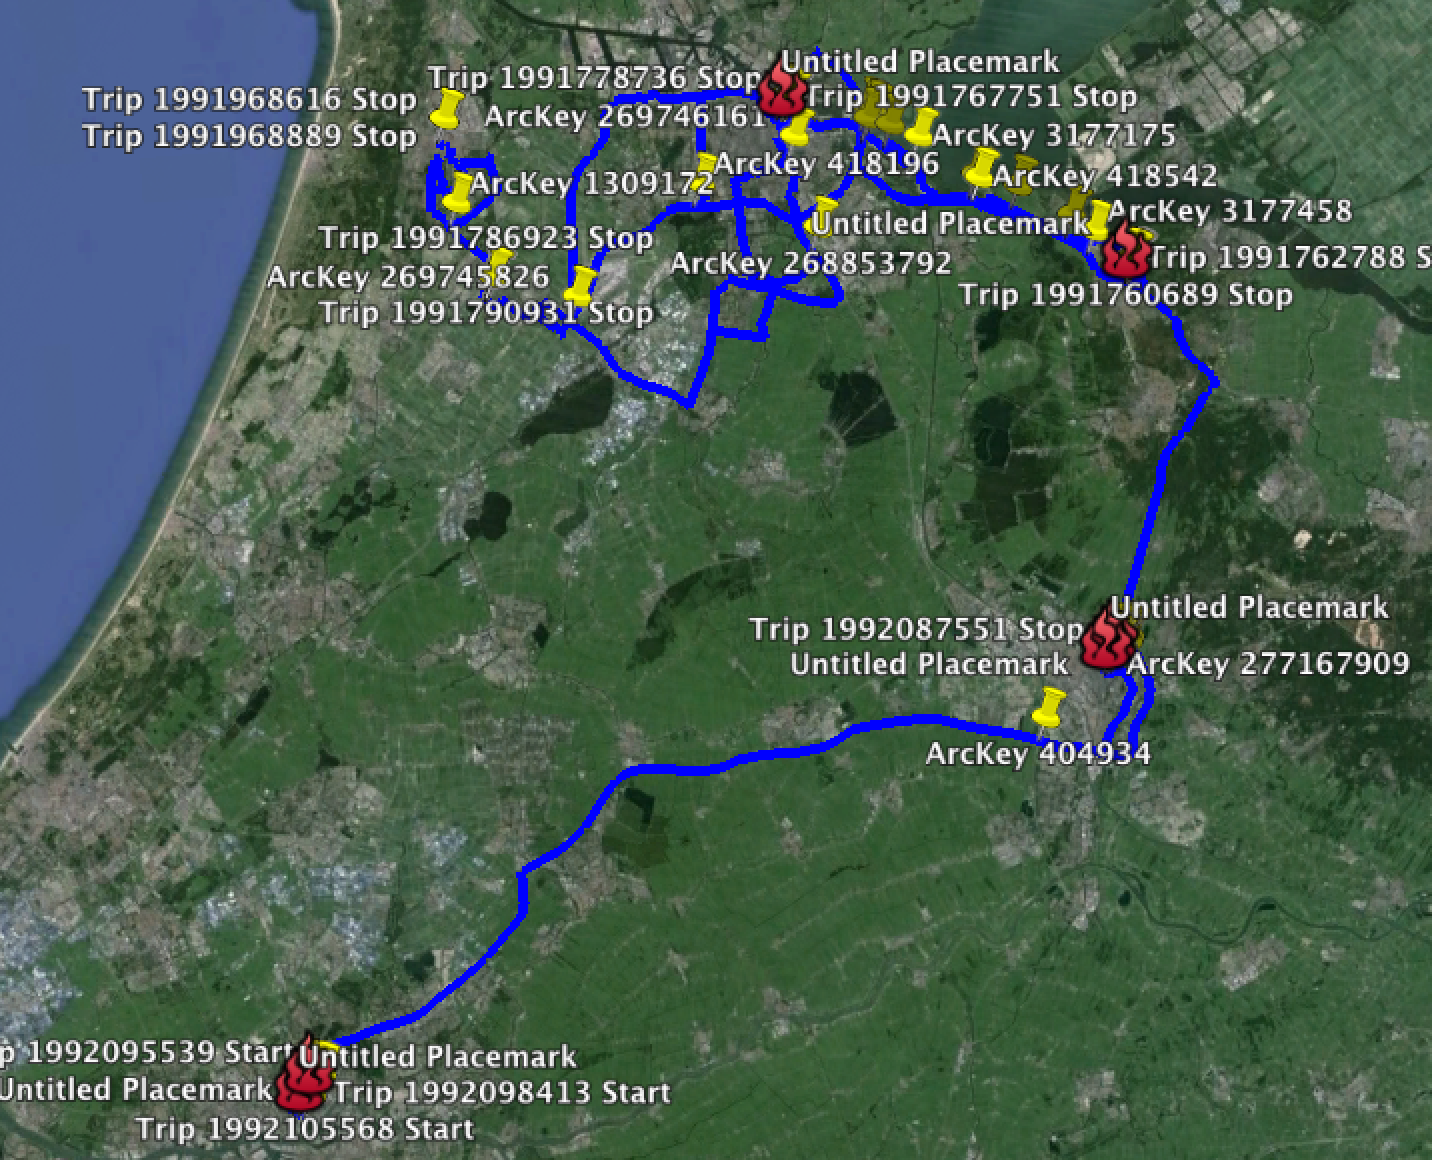 Untitled Placemark
Trip 1991778736 Stop
Trip 1991968616 Stop
Trip 1991767751 Stop
ArcKey 269746161
Trip 1991968889 Stop
ArcKey 3177175
ArcKey 418196
ArcKey 418542
ArcKey 1309172
ArcKey 3177458
Untitled Placemark
Trip 1991786923 Stop
Trip 1991762788 S
ArcKey 268853792
ArcKey 269745826
Trip 1991760689 Stop
Trip 1991790931 Stop
Untitled Placemark
Trip 1992087551 Stop
Untitled Placemark
ArcKey 277167909
ArcKey 404934
p 1992095539 Start
Untitled Placemark
Untitled Placemark
Trip 1992098413 Start
Trip 1992105568 Start